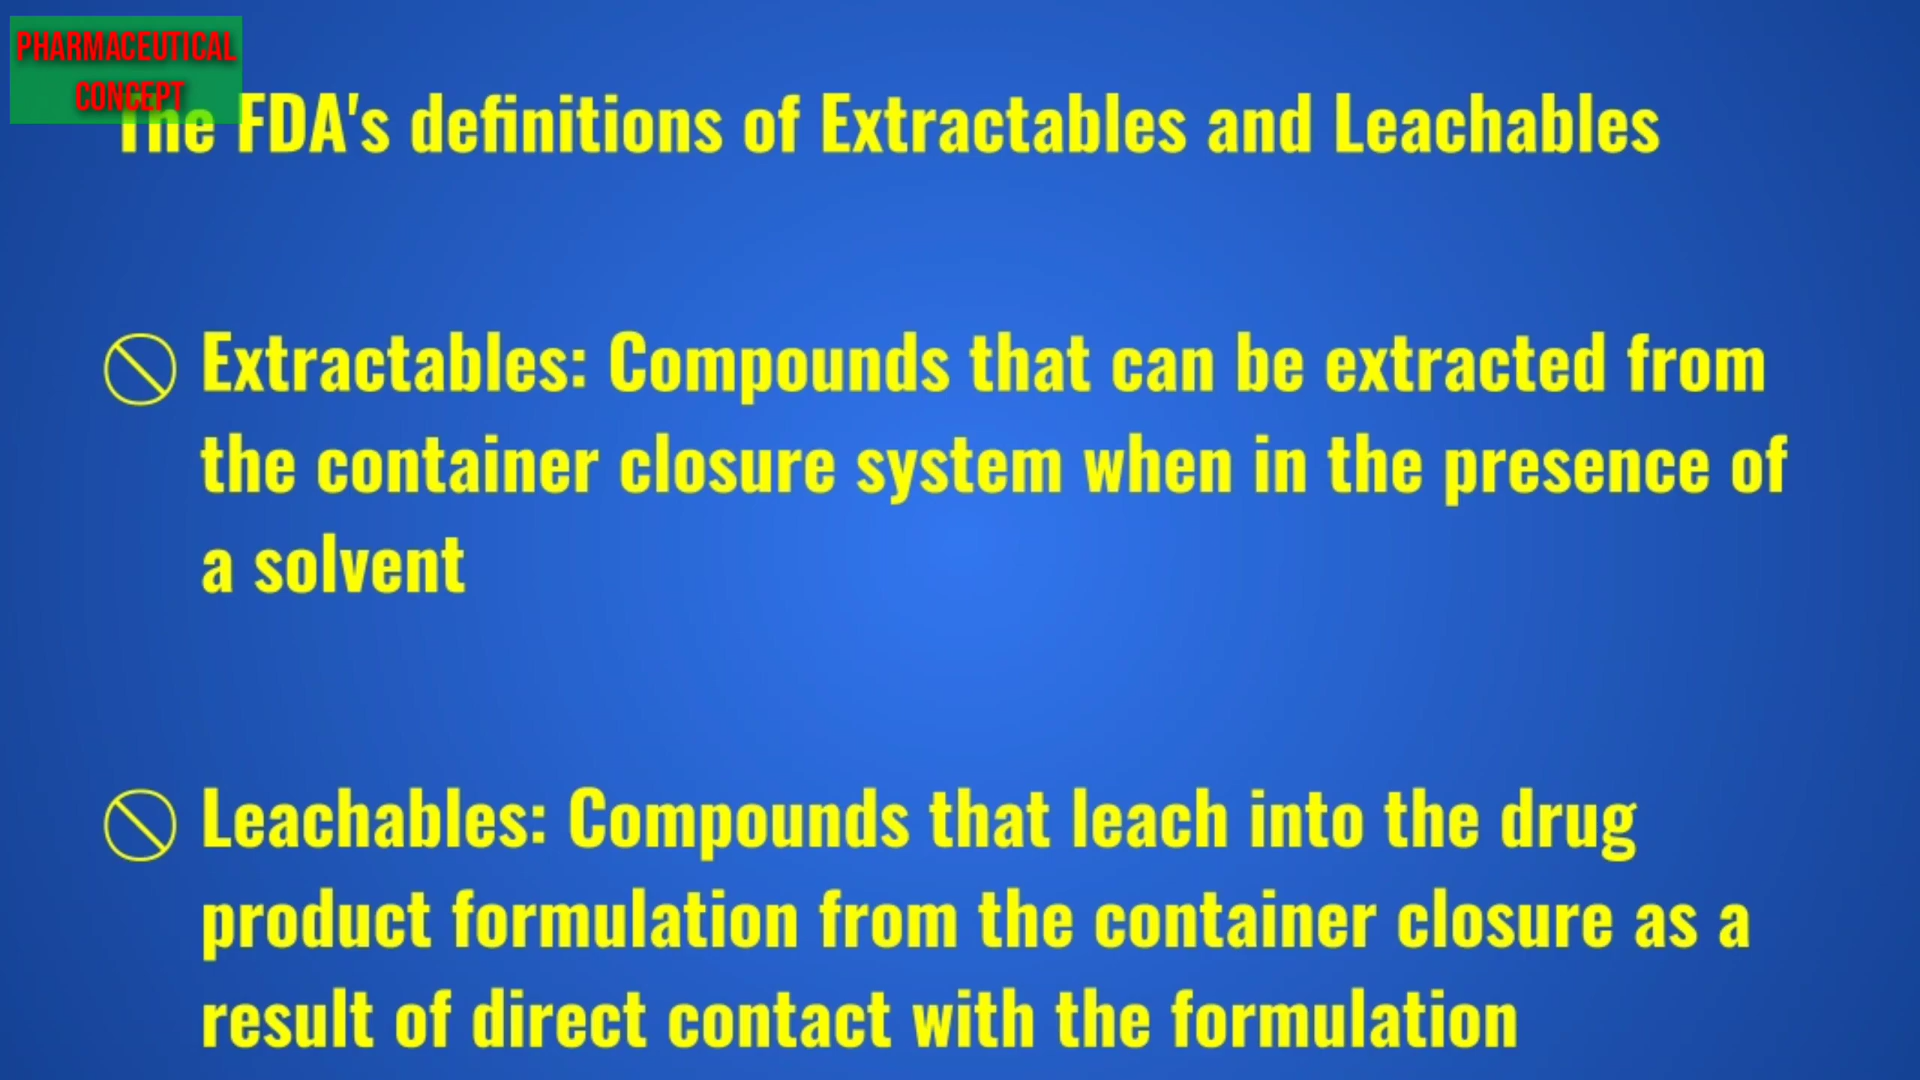 PHARMACEUTICAL
CONCEPT
The FDA's definitions of Extractables and Leachables
Extractables: Compounds that can be extracted from
the container closure system when in the presence of
a solvent
Leachables: Compounds that leach into the drug
product formulation from the container closure as a
result of direct contact with the formulation